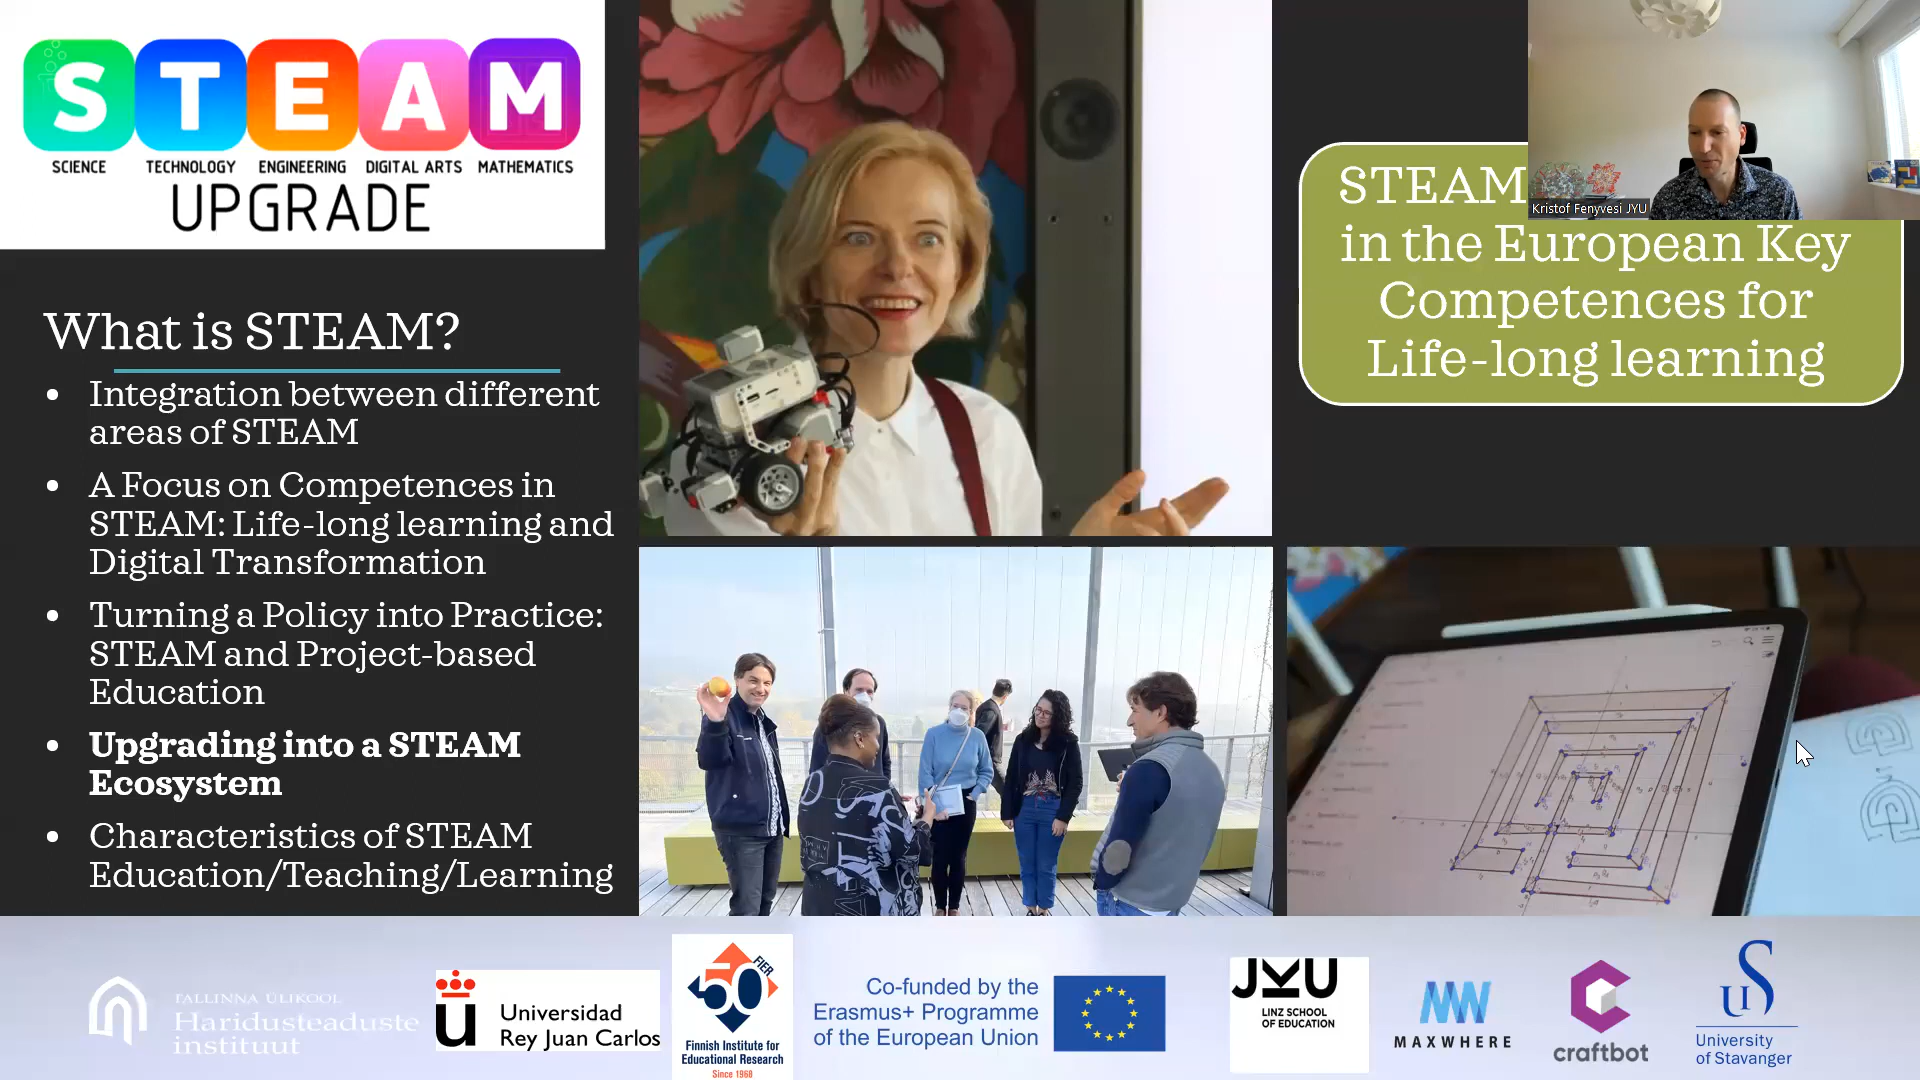 S T E A M
SCIENCE TECHNOLOGY ENGINEERING DIGITAL ARTS MATHEMATICS
UPGRADE
What is STEAM?
• Integration between different
areas of STEAM
• A Focus on Competences in
STEAM: Life-long learning and
Digital Transformation
• Turning a Policy into Practice:
STEAM and Project-based
Education
• Upgrading into a STEAM
Ecosystem
• Characteristics of STEAM
Education/Teaching/Learning
STEAM
in the European Key
Competences for
Life-long learning
Kristof Fenyvesi JYU
TALLINNA ÜLIKOOL
Haridusteaduste
instituut
Universidad
Rey Juan Carlos
50
FIER
Finnish Institute for
Educational Research
Since 1968
Co-funded by the
Erasmus+ Programme
of the European Union
JKU
LINZ SCHOOL
OF EDUCATION
MAXWHERE
craftbot
University
of Stavanger